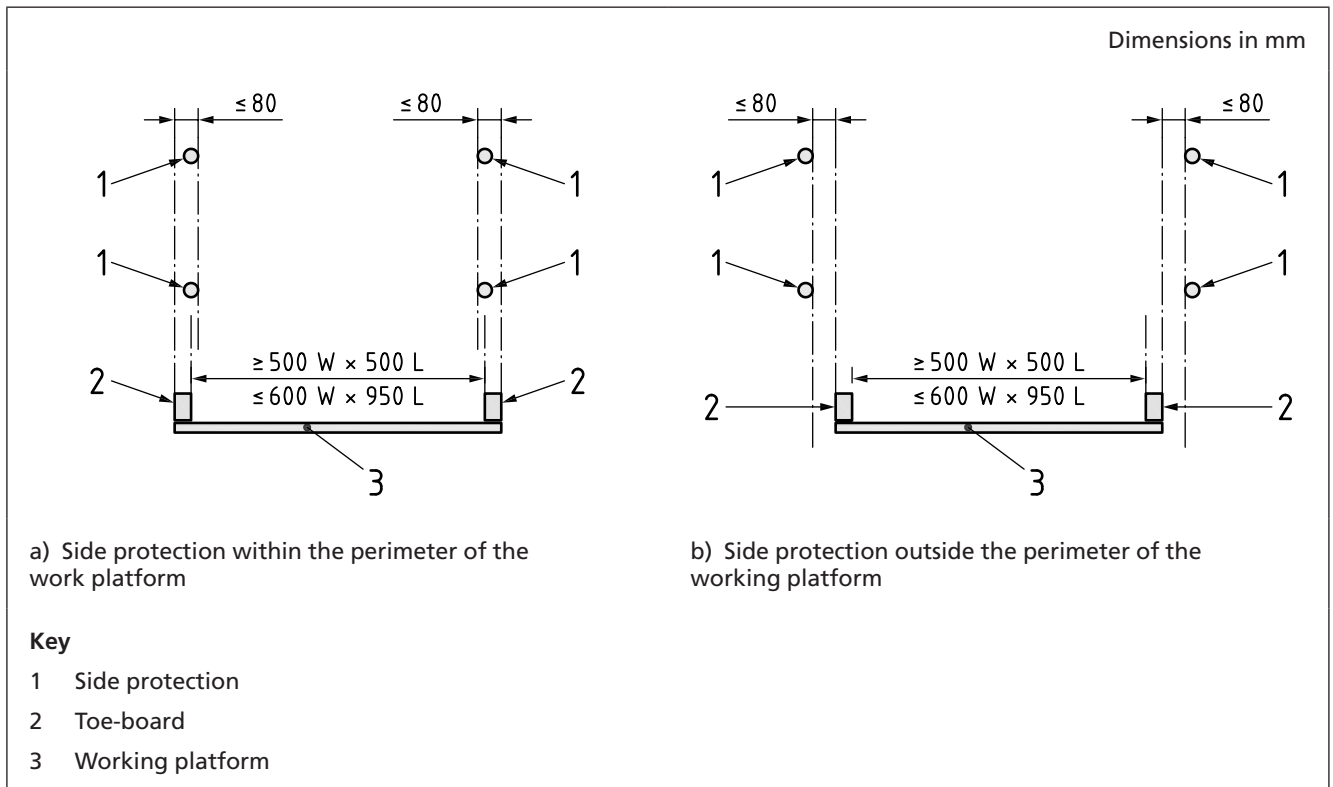 Dimensions in mm
≤ 80
≤ 80
≤ 80
≤ 80
1
1
1
1
1
1
1
1
≥ 500 W × 500 L
≤ 600 W × 950 L
≥ 500 W × 500 L
≤ 600 W × 950 L
2
2
2
2
3
3
a) Side protection within the perimeter of the
work platform
b) Side protection outside the perimeter of the
working platform
Key
1 Side protection
2 Toe-board
3 Working platform